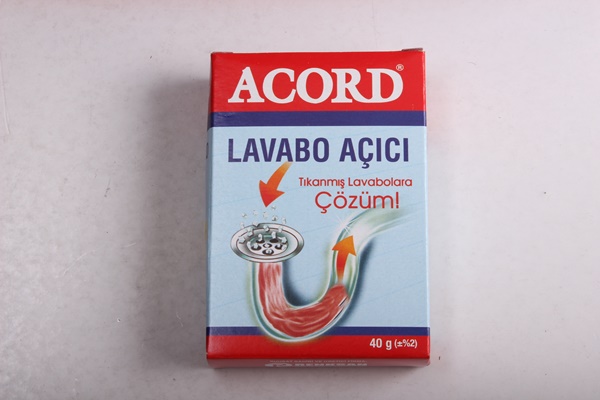 ACORD®
LAVABO AÇICI
Tıkanmış Lavabolara
Çözüm!
40 g (±%2)